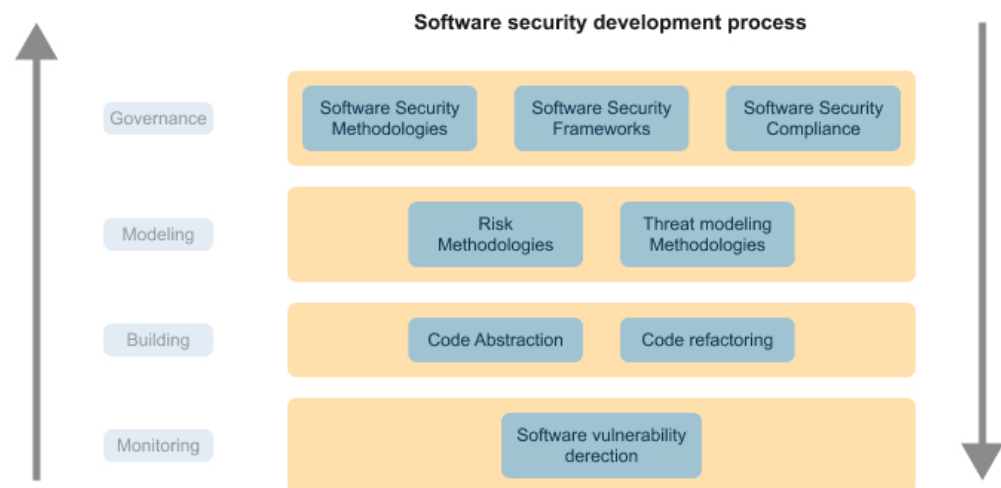 Software security development process
Governance
Software Security
Methodologies
Software Security
Frameworks
Software Security
Compliance
Modeling
Risk
Methodologies
Threat modeling
Methodologies
Building
Code Abstraction
Code refactoring
Monitoring
Software vulnerability
derection